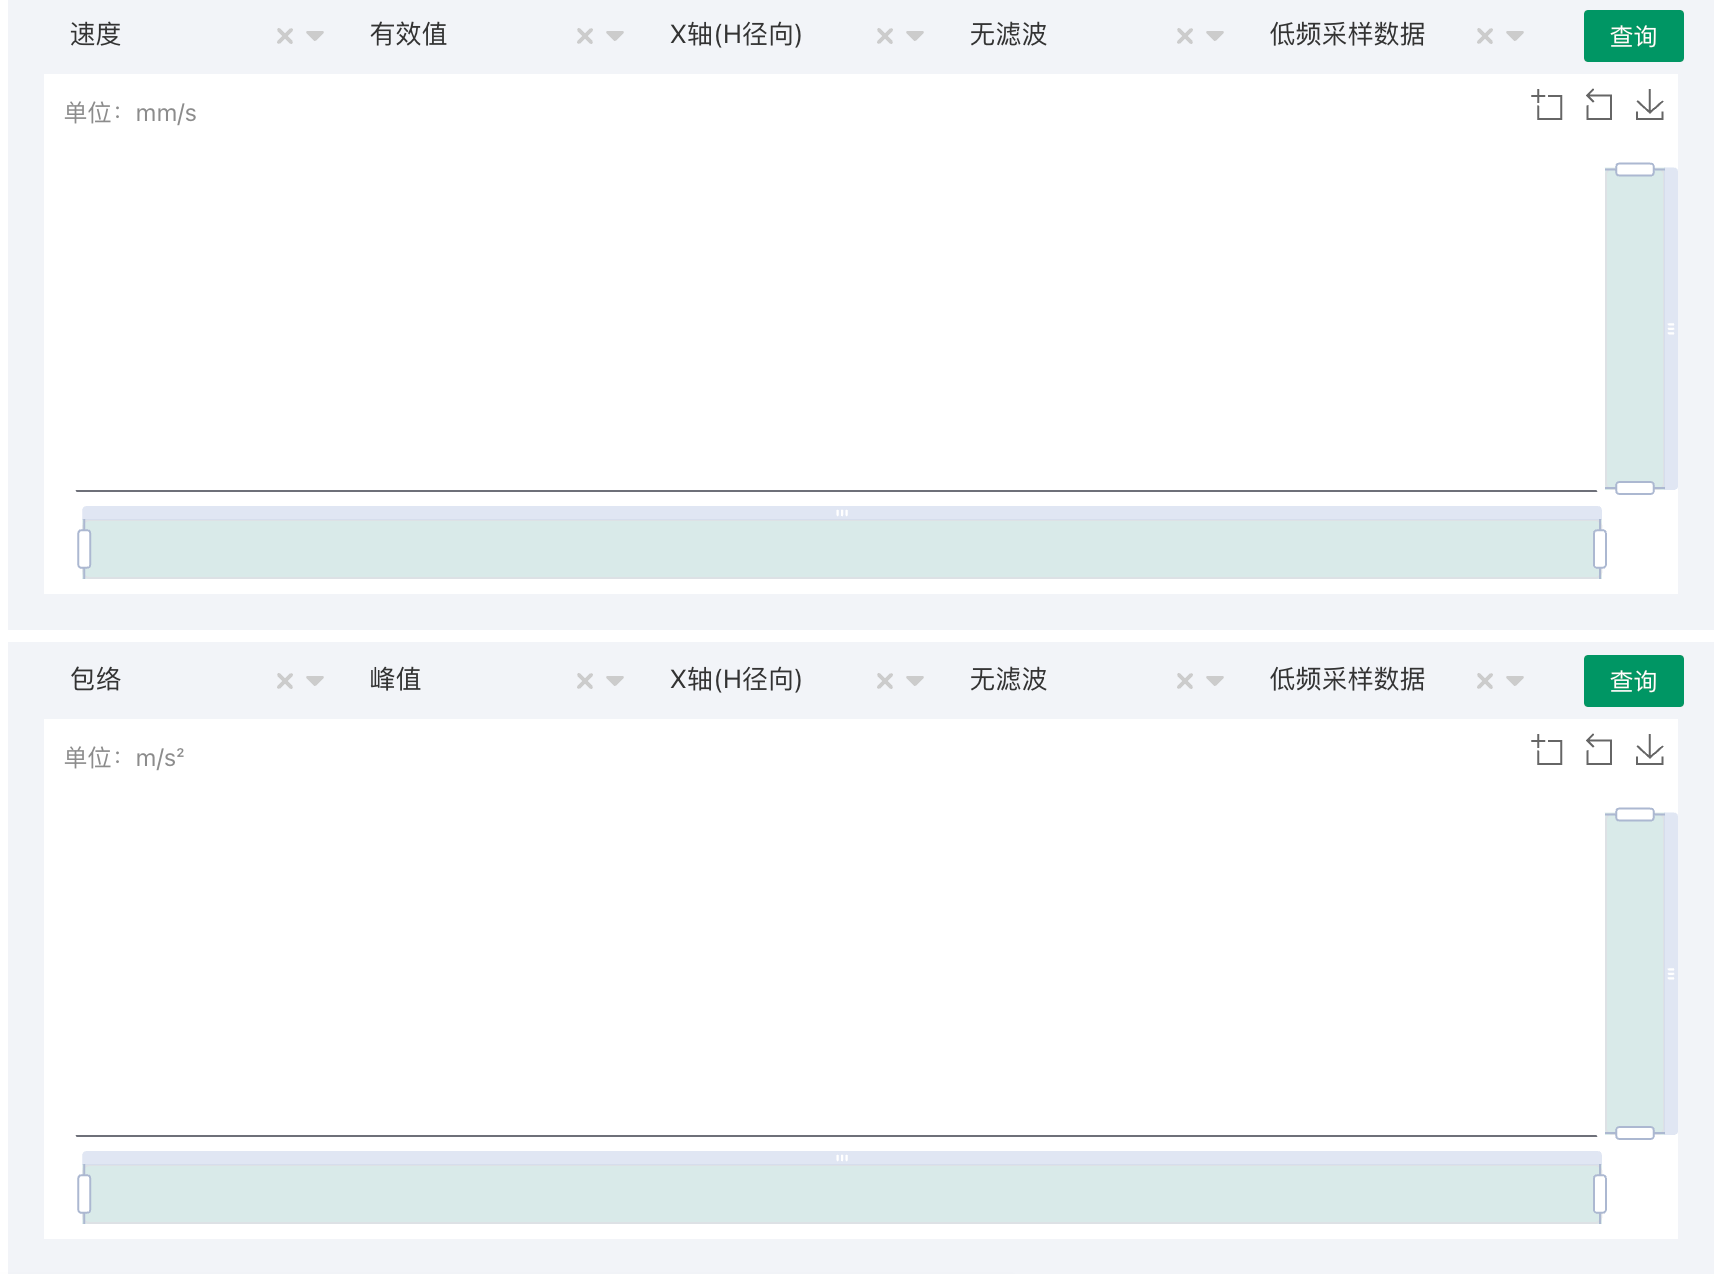 速度 有效值 X轴(H径向) 无滤波 低频采样数据 查询
单位：mm/s
包络 峰值 X轴(H径向) 无滤波 低频采样数据 查询
单位：m/s²